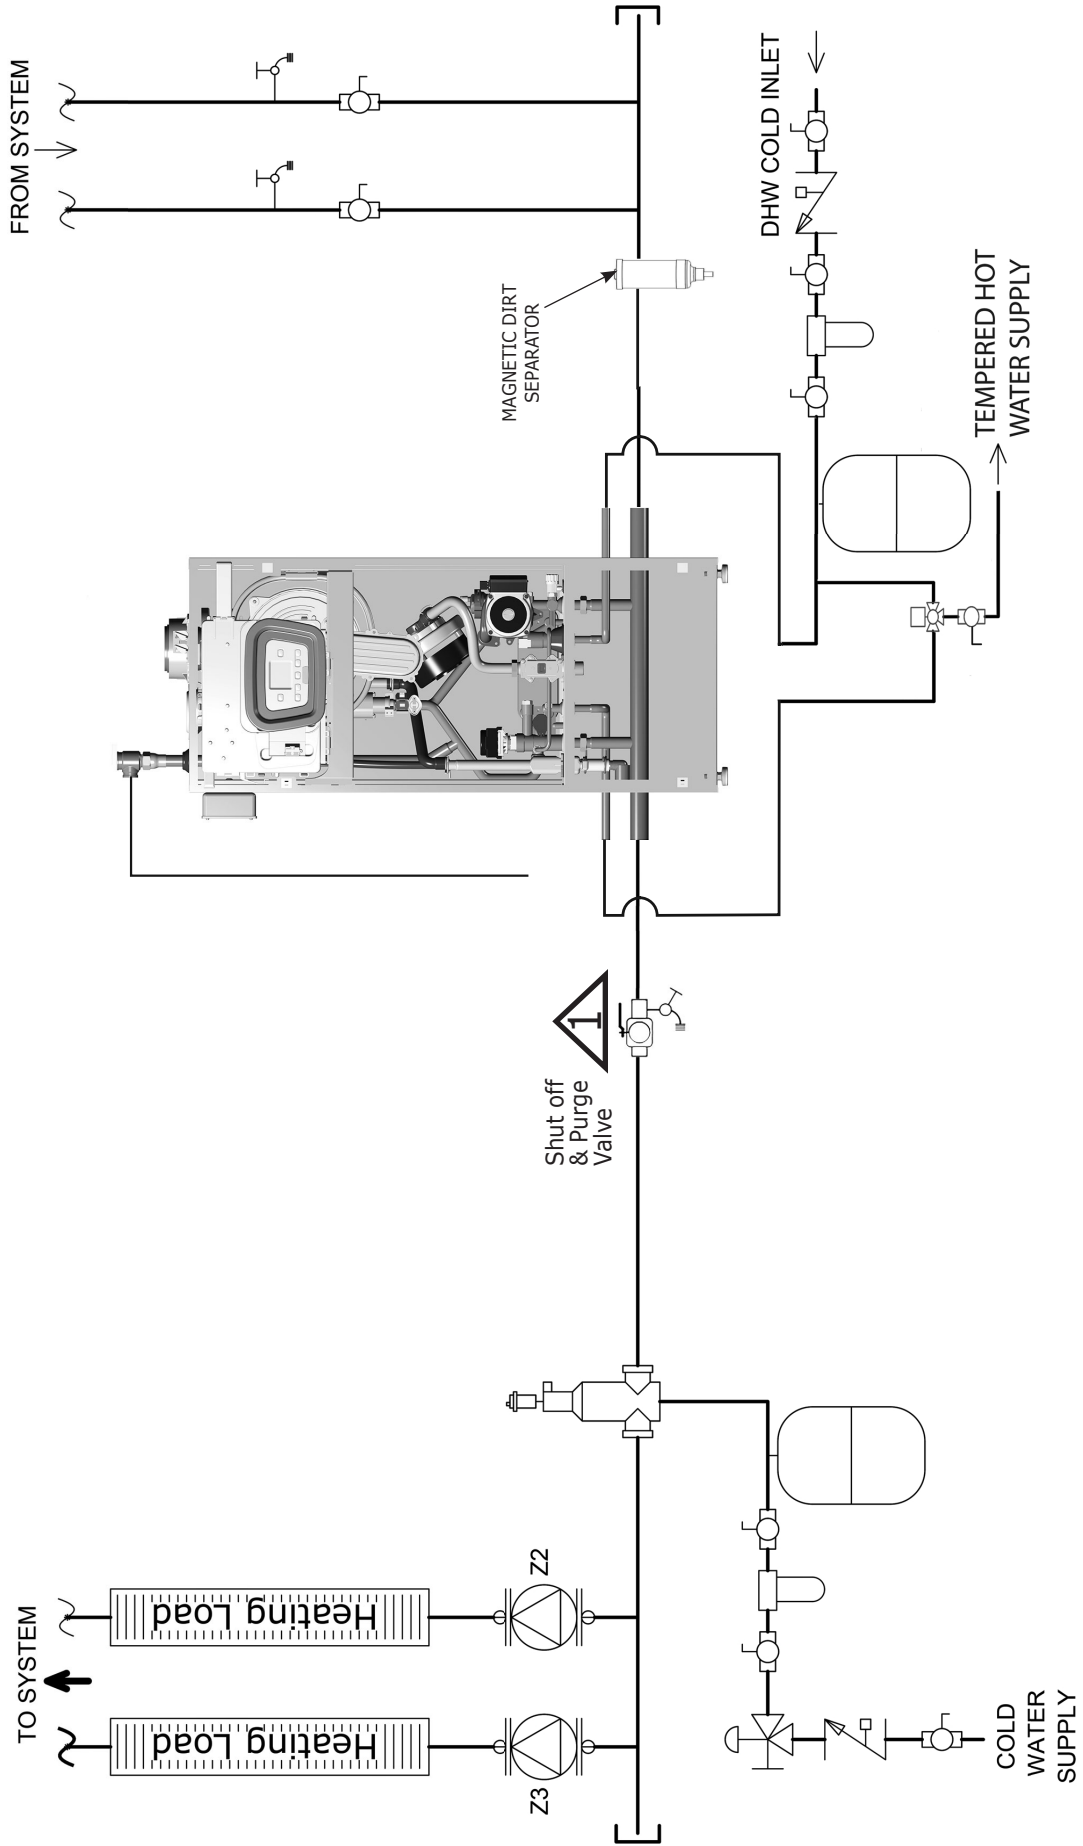 FROM SYSTEM
DHW COLD INLET
MAGNETIC DIRT
SEPARATOR
TEMPERED HOT
WATER SUPPLY
1
Shut off
& Purge
Valve
TO SYSTEM
Heating Load
Z2
Heating Load
Z3
COLD
WATER
SUPPLY